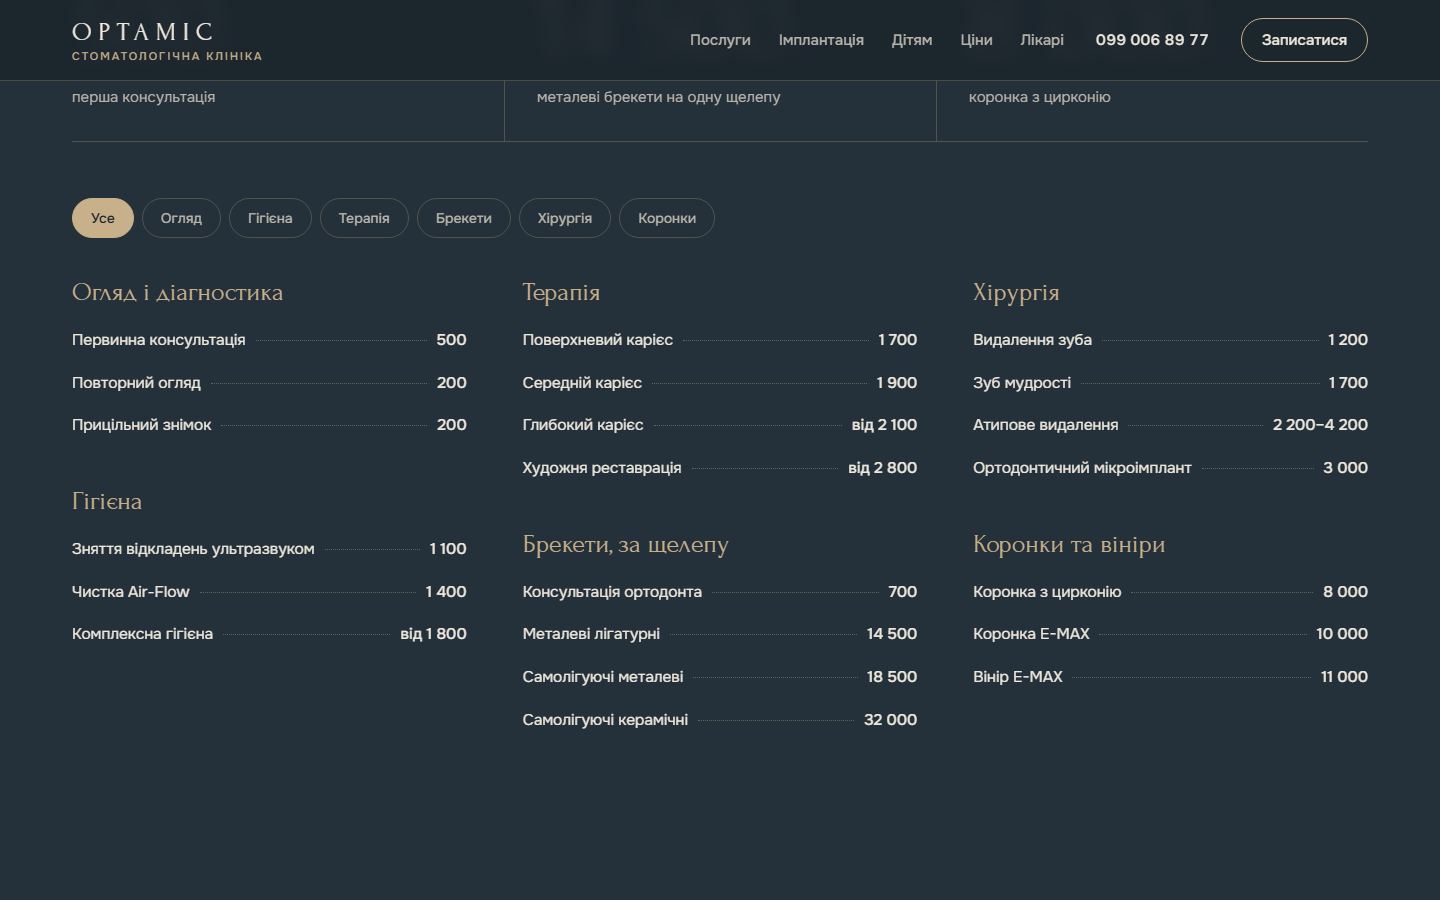 OPTAMIC
СТОМАТОЛОГІЧНА КЛІНІКА
Послуги Імплантація Дітям Ціни Лікарі 099 006 89 77 Записатися
перша консультація
металеві брекети на одну щелепу
коронка з цирконію
Усе Огляд Гігієна Терапія Брекети Хірургія Коронки
Огляд і діагностика
Первинна консультація 500
Повторний огляд 200
Прицільний знімок 200
Гігієна
Зняття відкладень ультразвуком 1 100
Чистка Air-Flow 1 400
Комплексна гігієна від 1 800
Терапія
Поверхневий карієс 1 700
Середній карієс 1 900
Глибокий карієс від 2 100
Художня реставрація від 2 800
Брекети, за щелепу
Консультація ортодонта 700
Металеві лігатурні 14 500
Самолігуючі металеві 18 500
Самолігуючі керамічні 32 000
Хірургія
Видалення зуба 1 200
Зуб мудрості 1 700
Атипове видалення 2 200–4 200
Ортодонтичний мікроімплант 3 000
Коронки та вініри
Коронка з цирконію 8 000
Коронка E-MAX 10 000
Вінір E-MAX 11 000